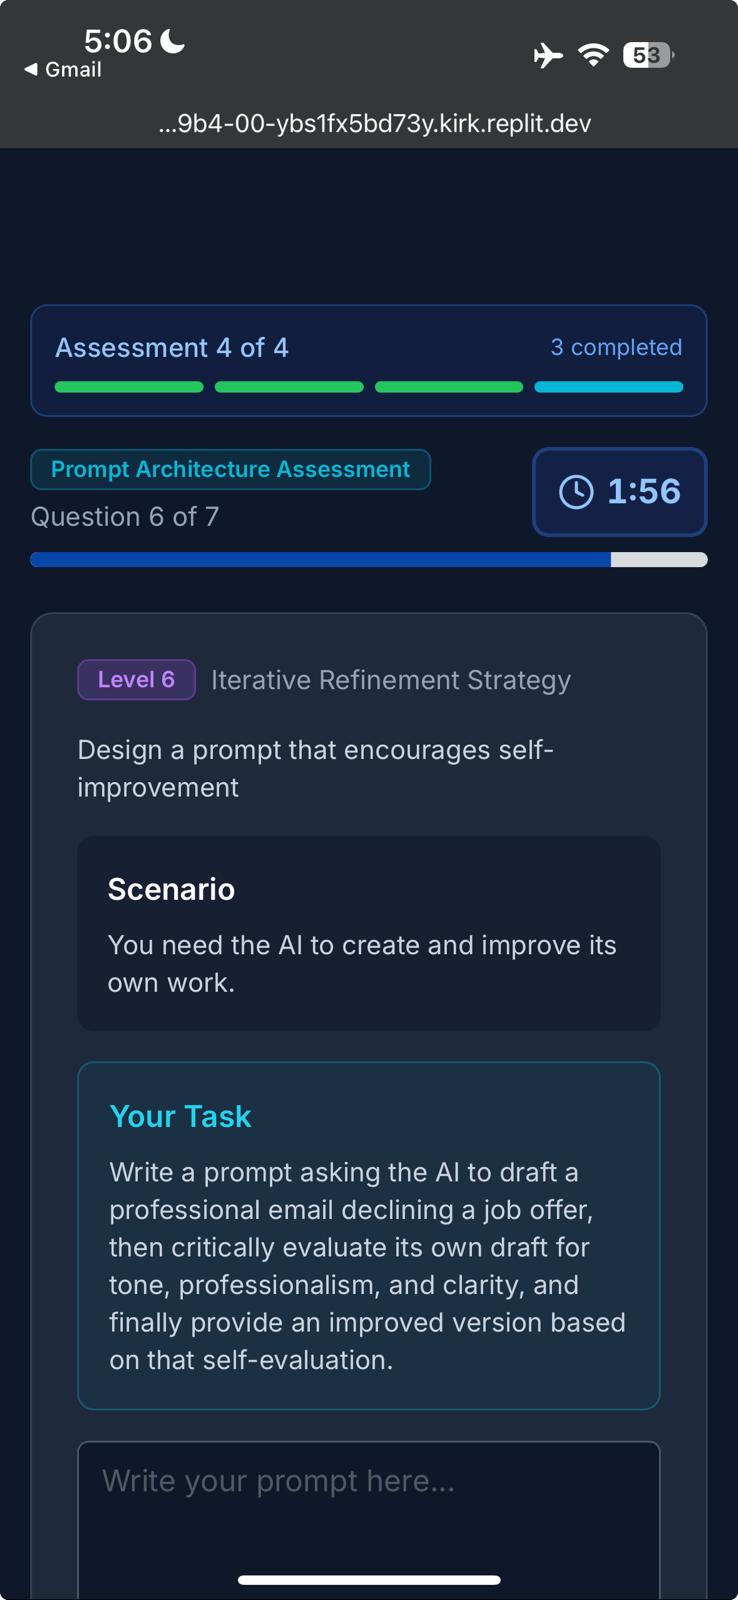 5:06
◀ Gmail
53
...9b4-00-ybs1fx5bd73y.kirk.replit.dev
Assessment 4 of 4
3 completed
Prompt Architecture Assessment
Question 6 of 7
1:56
Level 6
Iterative Refinement Strategy
Design a prompt that encourages self-
improvement
Scenario
You need the AI to create and improve its
own work.
Your Task
Write a prompt asking the AI to draft a
professional email declining a job offer,
then critically evaluate its own draft for
tone, professionalism, and clarity, and
finally provide an improved version based
on that self-evaluation.
Write your prompt here...